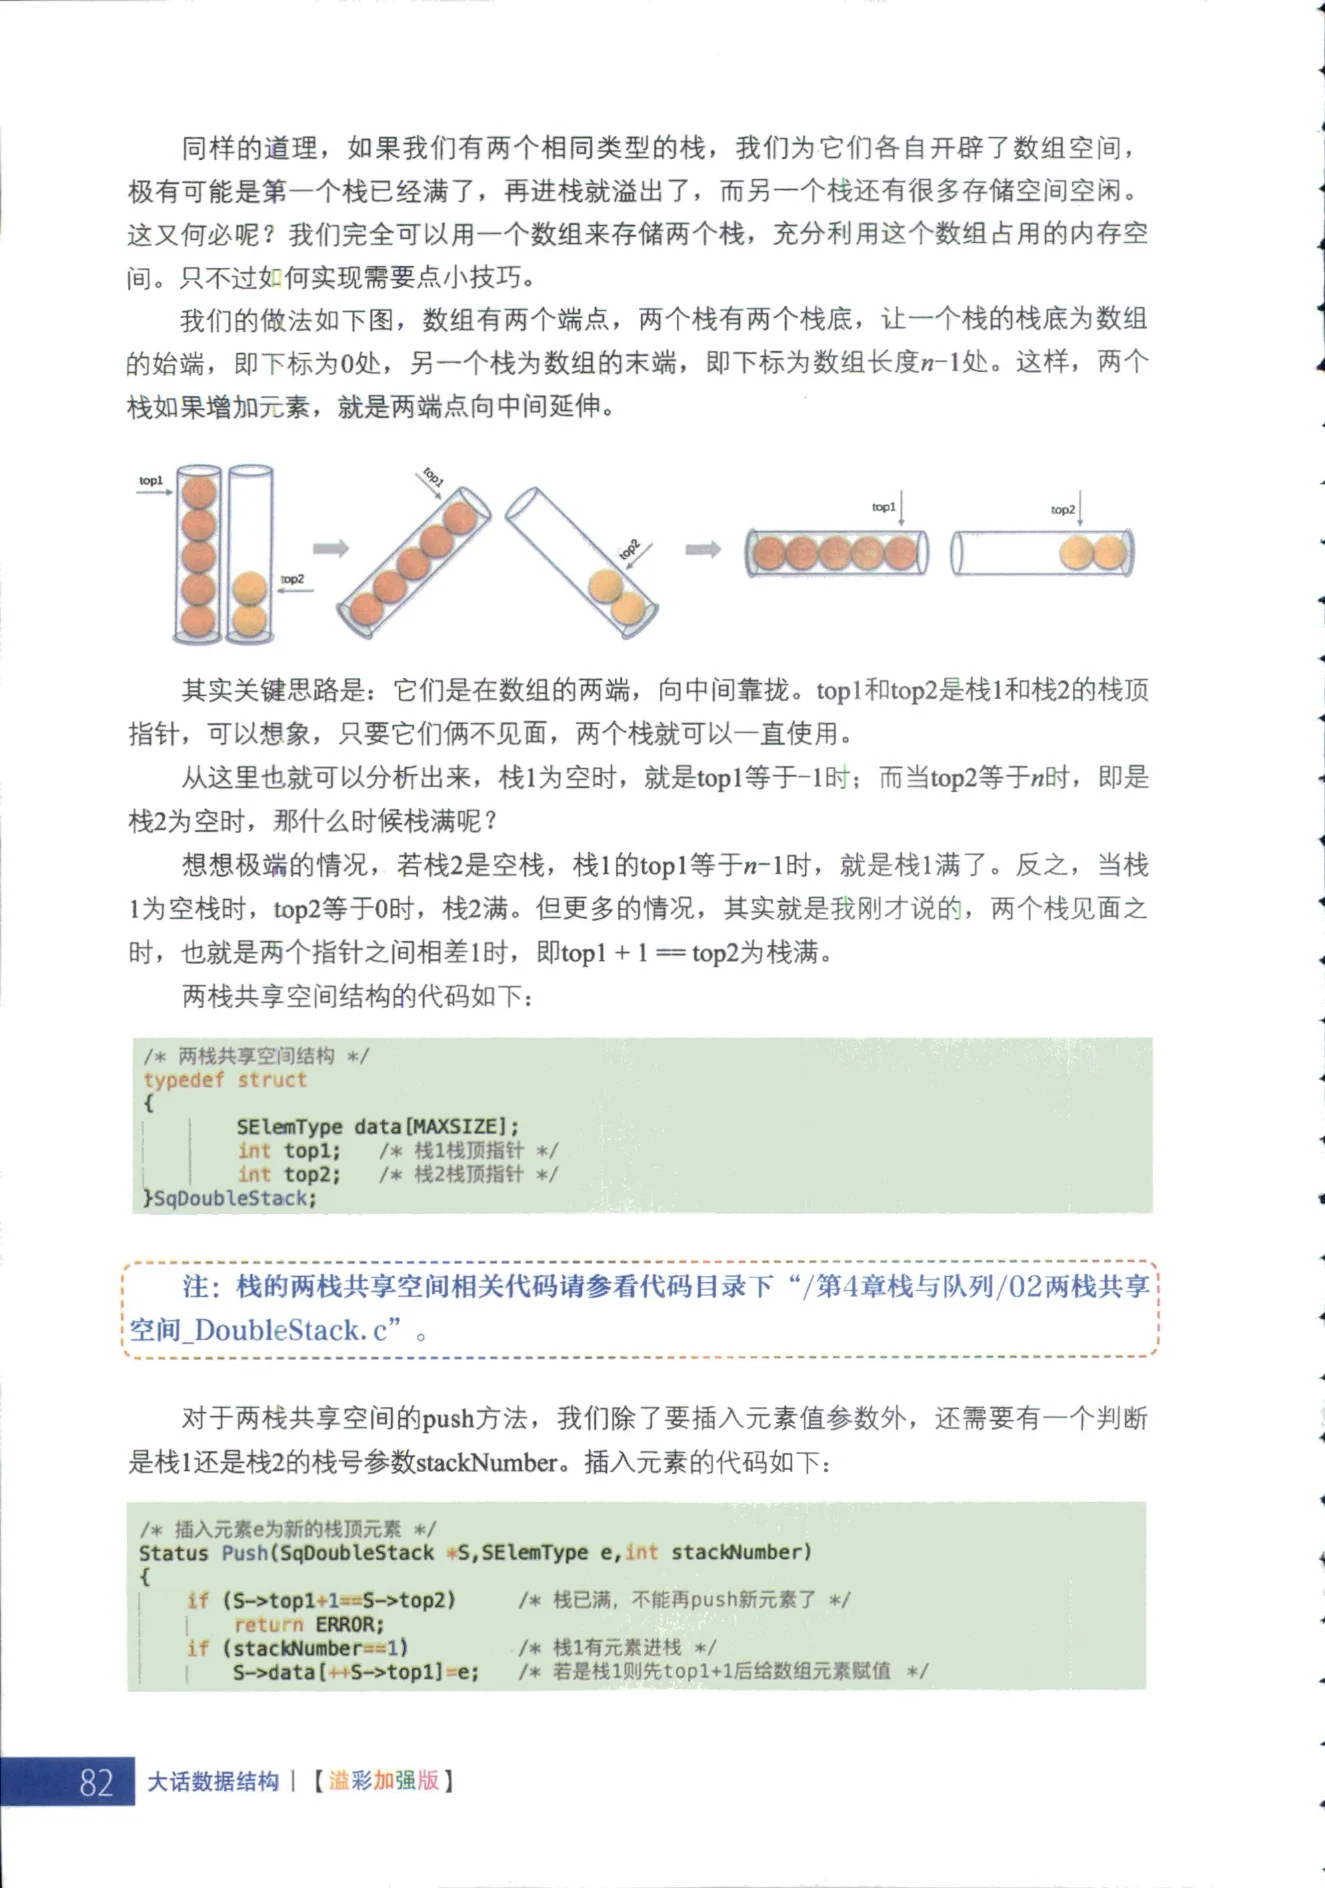 同样的道理，如果我们有两个相同类型的栈，我们为它们各自开辟了数组空间，
极有可能是第一个栈已经满了，再进栈就溢出了，而另一个栈还有很多存储空间空闲。
这又何必呢？我们完全可以用一个数组来存储两个栈，充分利用这个数组占用的内存空
间。只不过如何实现需要点小技巧。
我们的做法如下图，数组有两个端点，两个栈有两个栈底，让一个栈的栈底为数组
的始端，即下标为0处，另一个栈为数组的末端，即下标为数组长度n-1处。这样，两个
栈如果增加元素，就是两端点向中间延伸。
top1
top2
top1
top2
top1
top2
其实关键思路是：它们是在数组的两端，向中间靠拢。top1和top2是栈1和栈2的栈顶
指针，可以想象，只要它们俩不见面，两个栈就可以一直使用。
从这里也就可以分析出来，栈1为空时，就是top1等于-1时；而当top2等于n时，即是
栈2为空时，那什么时候栈满呢？
想想极端的情况，若栈2是空栈，栈1的top1等于n-1时，就是栈1满了。反之，当栈
1为空栈时，top2等于0时，栈2满。但更多的情况，其实就是我刚才说的，两个栈见面之
时，也就是两个指针之间相差1时，即top1 + 1 == top2为栈满。
两栈共享空间结构的代码如下：
/* 两栈共享空间结构 */
typedef struct
{
SElemType data[MAXSIZE];
int top1; /* 栈1栈顶指针 */
int top2; /* 栈2栈顶指针 */
}SqDoubleStack;
注：栈的两栈共享空间相关代码请参看代码目录下“/第4章栈与队列/02两栈共享
空间_DoubleStack.c”。
对于两栈共享空间的push方法，我们除了要插入元素值参数外，还需要有一个判断
是栈1还是栈2的栈号参数stackNumber。插入元素的代码如下：
/* 插入元素e为新的栈顶元素 */
Status Push(SqDoubleStack *S,SElemType e,int stackNumber)
{
if (S->top1+1==S->top2) /* 栈已满，不能再push新元素了 */
return ERROR;
if (stackNumber==1) /* 栈1有元素进栈 */
S->data[++S->top1]=e; /* 若是栈1则先top1+1后给数组元素赋值 */
82 大话数据结构 | 【溢彩加强版】